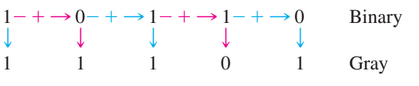 1 – + → 0 – + → 1 – + → 1 – + → 0 Binary
↓ ↓ ↓ ↓ ↓
1 1 1 0 1 Gray